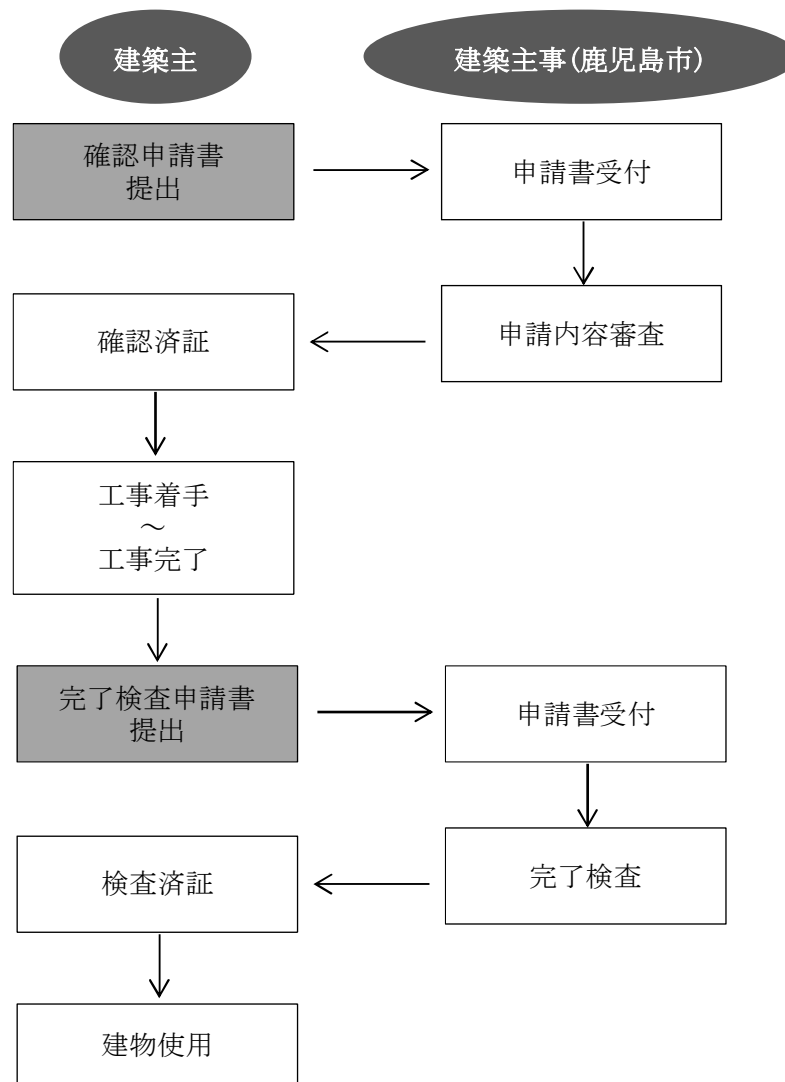 建築主
建築主事(鹿児島市)
確認申請書
提出
申請書受付
確認済証
申請内容審査
工事着手
～
工事完了
完了検査申請書
提出
申請書受付
検査済証
完了検査
建物使用